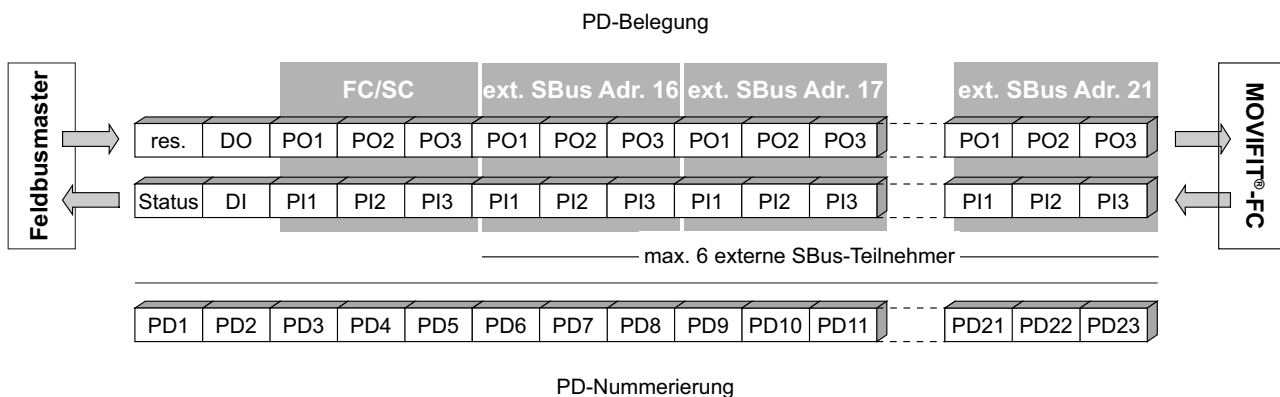 PD-Belegung
Feldbusmaster
FC/SC ext. SBus Adr. 16 ext. SBus Adr. 17 ext. SBus Adr. 21
res. DO PO1 PO2 PO3 PO1 PO2 PO3 PO1 PO2 PO3 PO1 PO2 PO3
Status DI PI1 PI2 PI3 PI1 PI2 PI3 PI1 PI2 PI3 PI1 PI2 PI3
MOVIFIT®-FC
max. 6 externe SBus-Teilnehmer
PD1 PD2 PD3 PD4 PD5 PD6 PD7 PD8 PD9 PD10 PD11 PD21 PD22 PD23
PD-Nummerierung